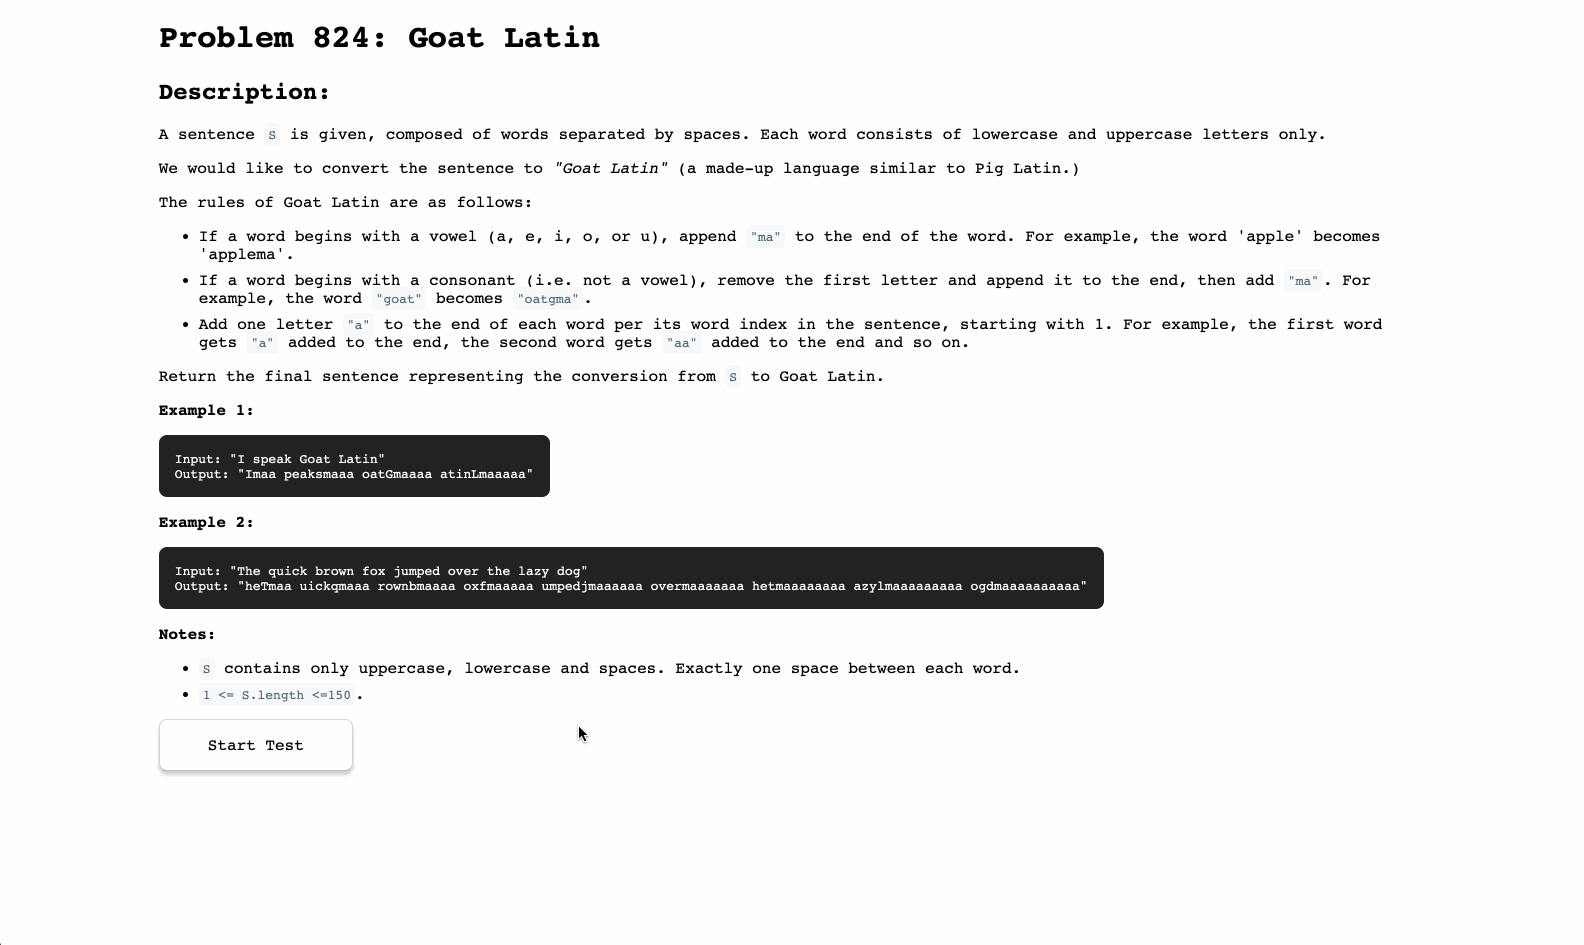 Problem 824: Goat Latin
Description:
A sentence S is given, composed of words separated by spaces. Each word consists of lowercase and uppercase letters only.
We would like to convert the sentence to "Goat Latin" (a made-up language similar to Pig Latin.)
The rules of Goat Latin are as follows:
• If a word begins with a vowel (a, e, i, o, or u), append "ma" to the end of the word. For example, the word 'apple' becomes
'applema'.
• If a word begins with a consonant (i.e. not a vowel), remove the first letter and append it to the end, then add "ma". For
example, the word "goat" becomes "oatgma".
• Add one letter "a" to the end of each word per its word index in the sentence, starting with 1. For example, the first word
gets "a" added to the end, the second word gets "aa" added to the end and so on.
Return the final sentence representing the conversion from S to Goat Latin.
Example 1:
Input: "I speak Goat Latin"
Output: "Imaa peaksmaaa oatGmaaaa atinLmaaaaa"
Example 2:
Input: "The quick brown fox jumped over the lazy dog"
Output: "heTmaa uickqmaaa rownbmaaaa oxfmaaaaa umpedjmaaaaaa overmaaaaaaa hetmaaaaaaaa azylmaaaaaaaaa ogdmaaaaaaaaaa"
Notes:
• S contains only uppercase, lowercase and spaces. Exactly one space between each word.
• 1 <= S.length <=150.
Start Test